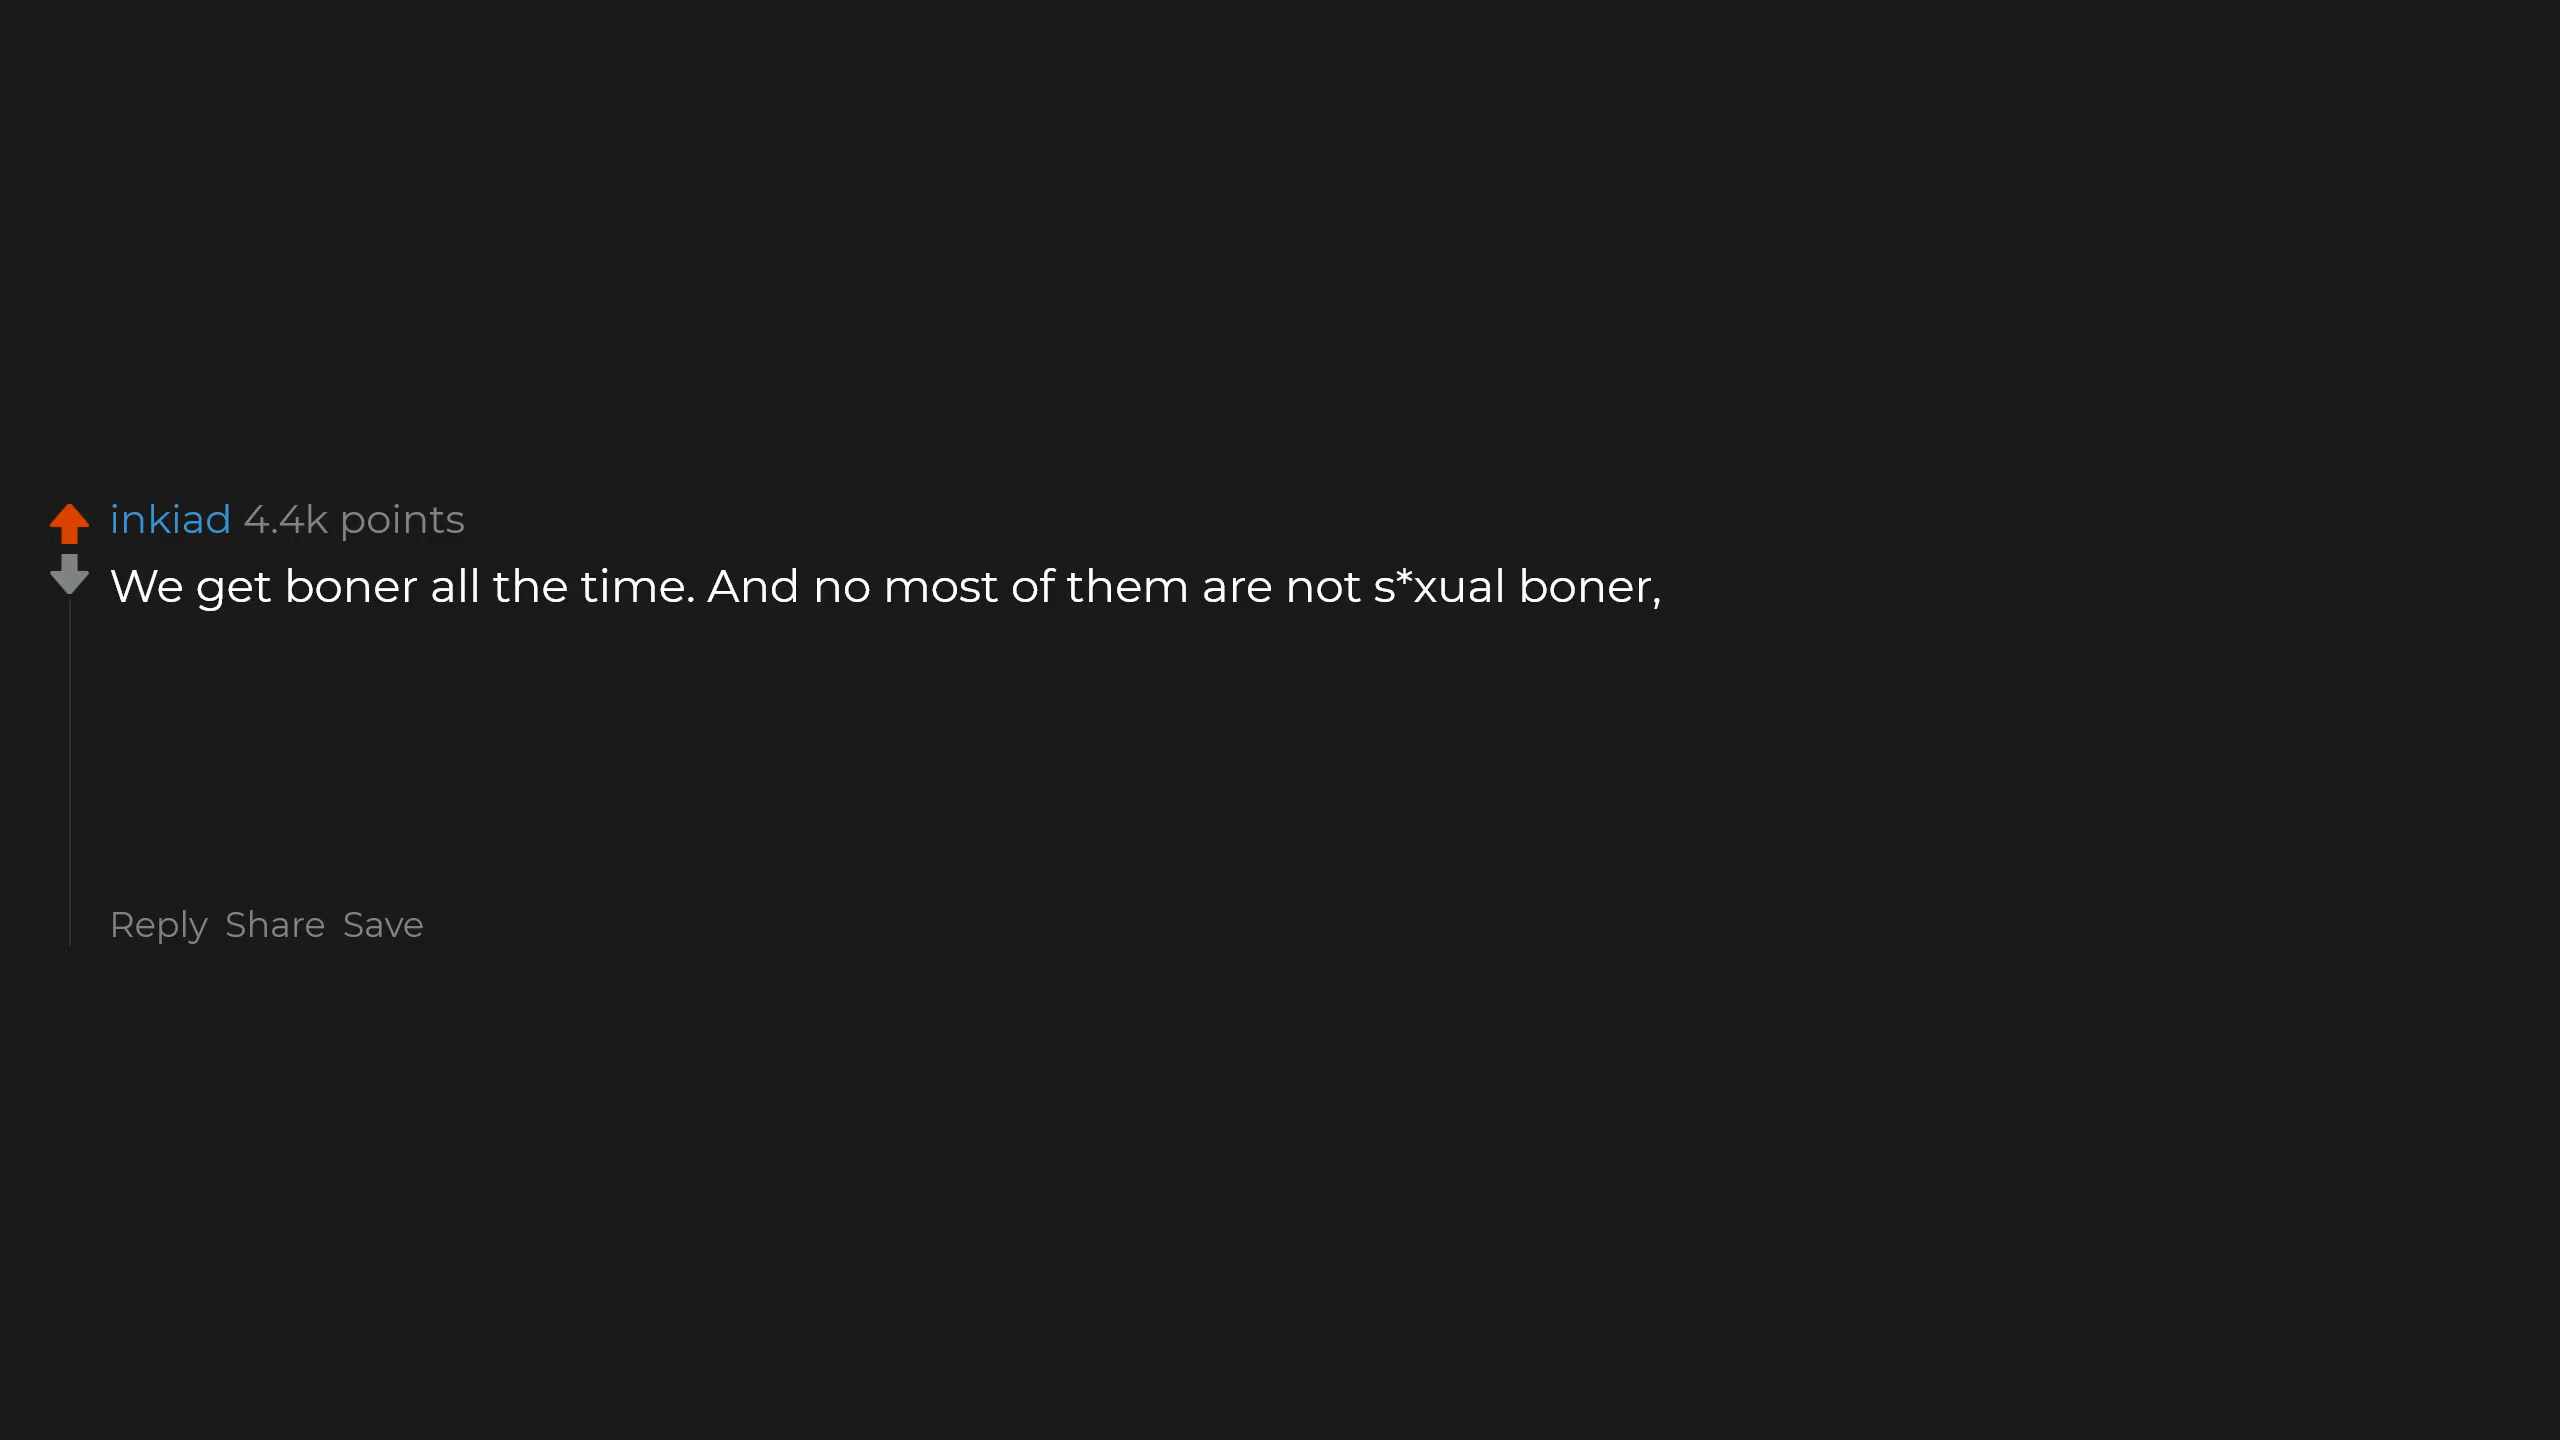 inkiad 4.4k points
We get boner all the time. And no most of them are not s*xual boner,
Reply Share Save